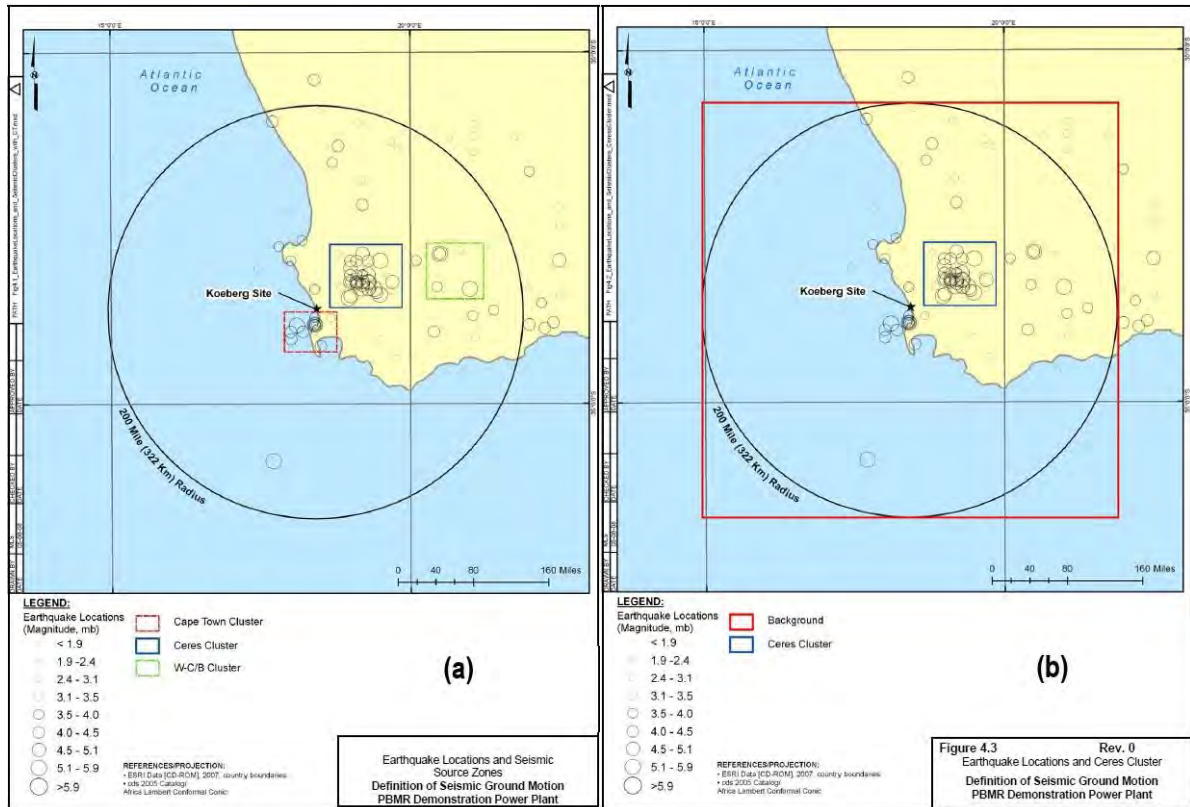 15°0'0"E
20°0'0"E
Atlantic
Ocean
Koeberg Site
200 Mile (322 Km) Radius
0 40 80 160 Miles
LEGEND:
Earthquake Locations
(Magnitude, mb)
< 1.9
1.9 -2.4
2.4 - 3.1
3.1 - 3.5
3.5 - 4.0
4.0 - 4.5
4.5 - 5.1
5.1 - 5.9
>5.9
Cape Town Cluster
Ceres Cluster
W-C/B Cluster
(a)
REFERENCES/PROJECTION:
• ESRI Data [CD-ROM], 2007, country boundaries
• cds 2005 Catalog/
Africa Lambert Conformal Conic
Earthquake Locations and Seismic
Source Zones
Definition of Seismic Ground Motion
PBMR Demonstration Power Plant
15°0'0"E
20°0'0"E
Atlantic
Ocean
Koeberg Site
200 Mile (322 Km) Radius
0 40 80 160 Miles
LEGEND:
Earthquake Locations
(Magnitude, mb)
< 1.9
1.9 -2.4
2.4 - 3.1
3.1 - 3.5
3.5 - 4.0
4.0 - 4.5
4.5 - 5.1
5.1 - 5.9
>5.9
Background
Ceres Cluster
(b)
REFERENCES/PROJECTION:
• ESRI Data [CD-ROM], 2007, country boundaries
• cds 2005 Catalog/
Africa Lambert Conformal Conic
Figure 4.3 Rev. 0
Earthquake Locations and Ceres Cluster
Definition of Seismic Ground Motion
PBMR Demonstration Power Plant